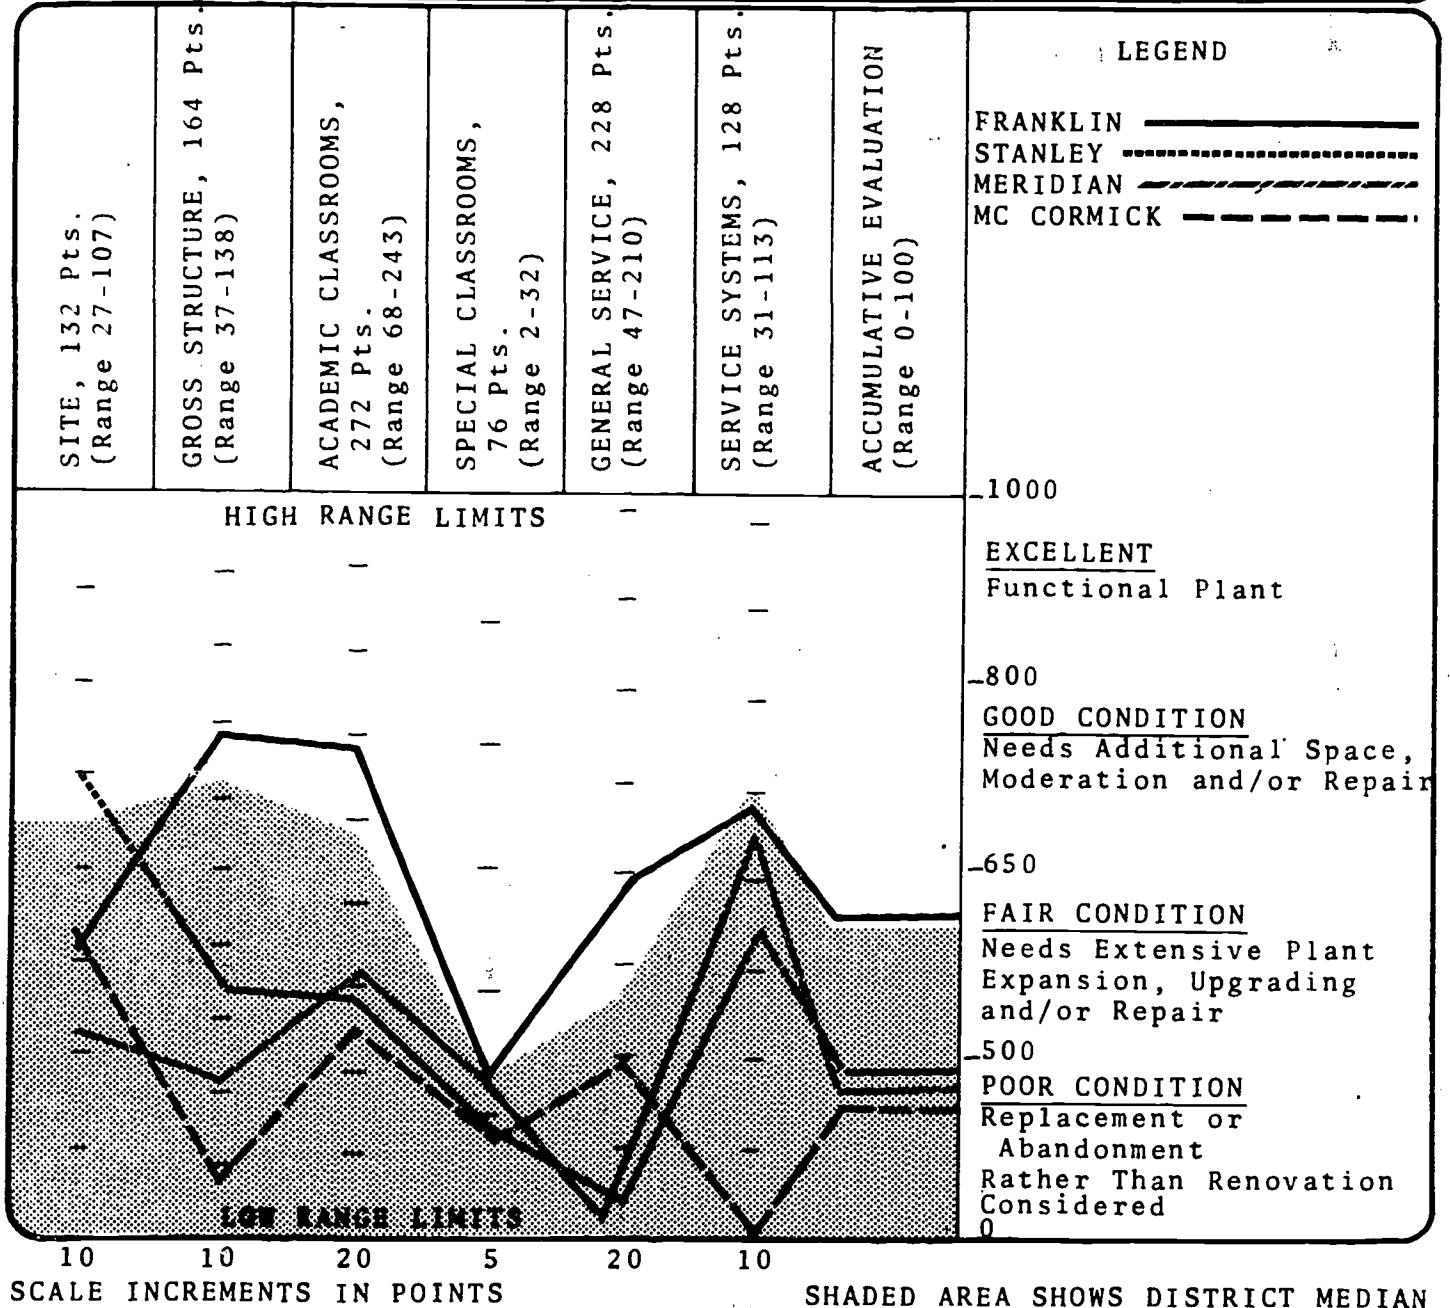 SITE, 132 Pts.
(Range 27-107)
GROSS STRUCTURE, 164 Pts.
(Range 37-138)
ACADEMIC CLASSROOMS,
272 Pts.
(Range 68-243)
SPECIAL CLASSROOMS,
76 Pts.
(Range 2-32)
GENERAL SERVICE, 228 Pts.
(Range 47-210)
SERVICE SYSTEMS, 128 Pts.
(Range 31-113)
ACCUMULATIVE EVALUATION
(Range 0-100)
LEGEND
FRANKLIN
STANLEY
MERIDIAN
MC CORMICK
HIGH RANGE LIMITS
1000
EXCELLENT
Functional Plant
800
GOOD CONDITION
Needs Additional Space,
Moderation and/or Repair
650
FAIR CONDITION
Needs Extensive Plant
Expansion, Upgrading
and/or Repair
500
POOR CONDITION
Replacement or
Abandonment
Rather Than Renovation
Considered
0
LOW RANGE LIMITS
10 10 20 5 20 10
SCALE INCREMENTS IN POINTS
SHADED AREA SHOWS DISTRICT MEDIAN